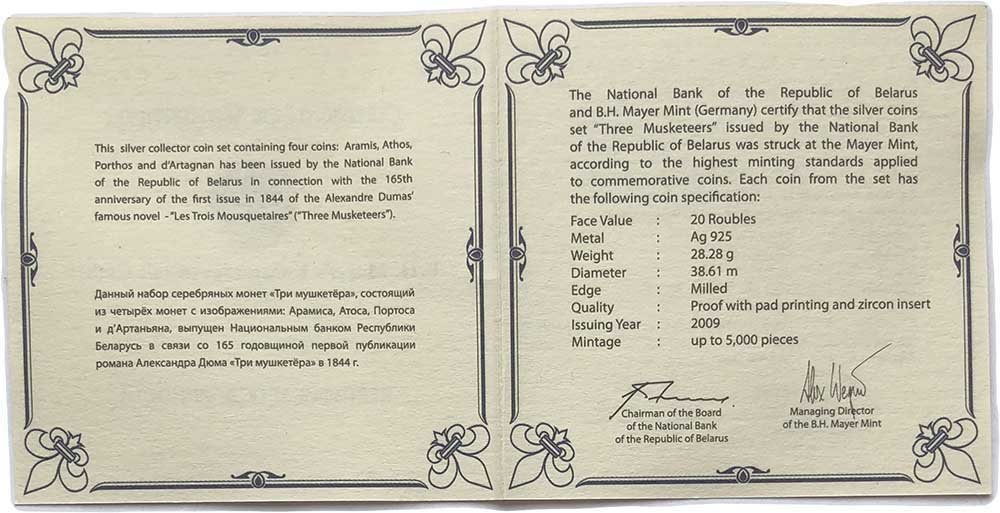 This silver collector coin set containing four coins: Aramis, Athos,
Porthos and d'Artagnan has been issued by the National Bank
of the Republic of Belarus in connection with the 165th
anniversary of the first issue in 1844 of the Alexandre Dumas'
famous novel - "Les Trois Mousquetaires" ("Three Musketeers").
Данный набор серебряных монет «Три мушкетёра», состоящий
из четырёх монет с изображениями: Арамиса, Атоса, Портоса
и д'Артаньяна, выпущен Национальным банком Республики
Беларусь в связи со 165 годовщиной первой публикации
романа Александра Дюма «Три мушкетёра» в 1844 г.
The National Bank of the Republic of Belarus
and B.H. Mayer Mint (Germany) certify that the silver coins
set "Three Musketeers" issued by the National Bank
of the Republic of Belarus was struck at the Mayer Mint,
according to the highest minting standards applied
to commemorative coins. Each coin from the set has
the following coin specification:
Face Value : 20 Roubles
Metal : Ag 925
Weight : 28.28 g
Diameter : 38.61 m
Edge : Milled
Quality : Proof with pad printing and zircon insert
Issuing Year : 2009
Mintage : up to 5,000 pieces
Chairman of the Board
of the National Bank
of the Republic of Belarus
Managing Director
of the B.H. Mayer Mint